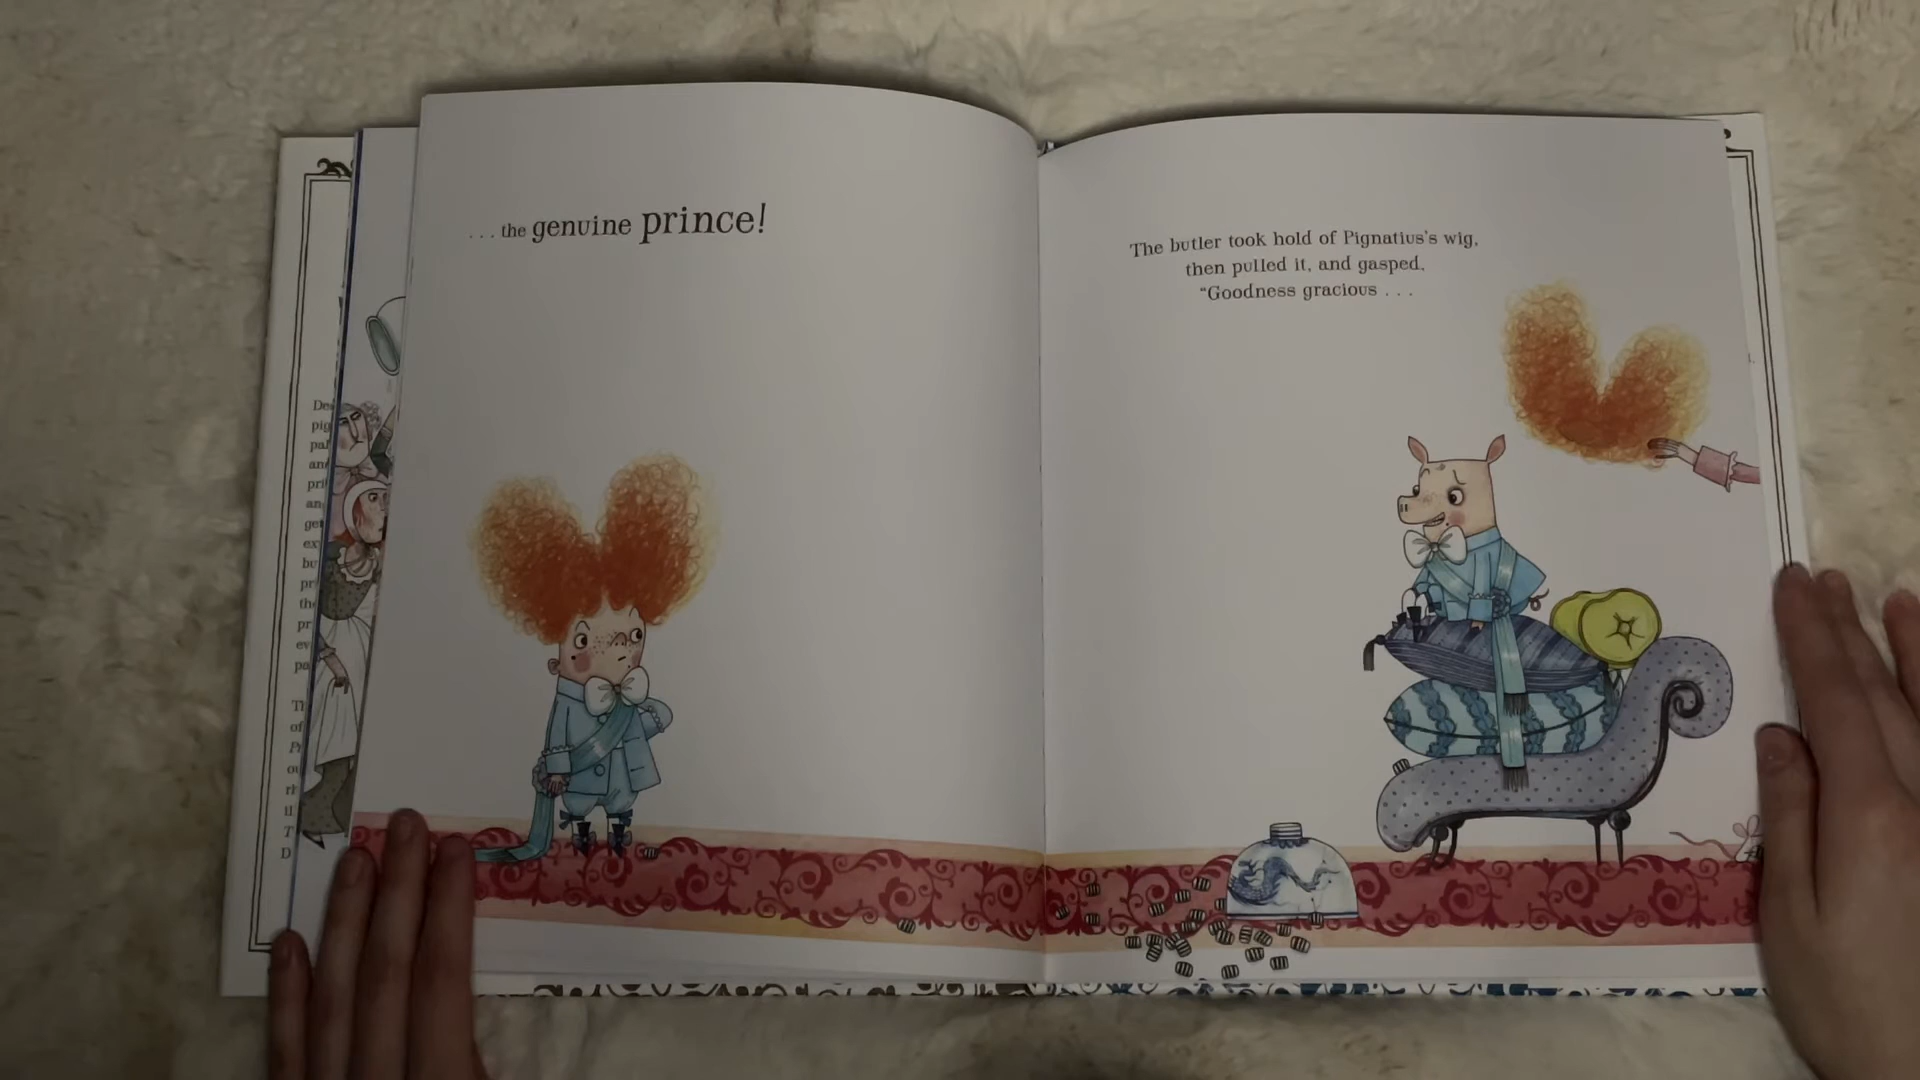 . . . the genuine prince!
The butler took hold of Pignatius's wig,
then pulled it, and gasped,
"Goodness gracious . . .